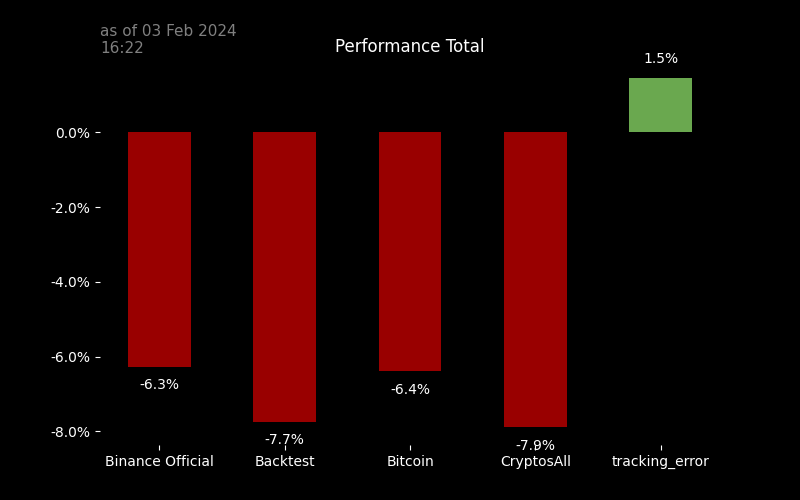 as of 03 Feb 2024
16:22
Performance Total
1.5%
0.0%
-2.0%
-4.0%
-6.0%
-8.0%
-6.3%
-7.7%
-6.4%
-7.9%
Binance Official
Backtest
Bitcoin
CryptosAll
tracking_error